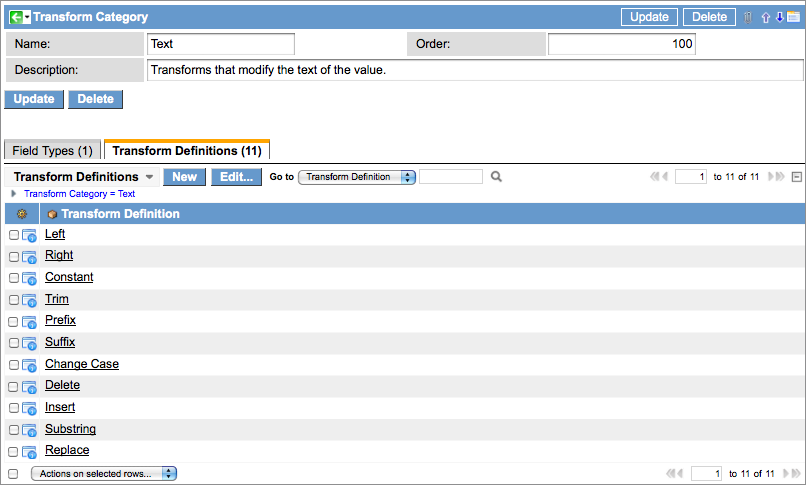 Transform Category Update Delete
Name: Text Order: 100
Description: Transforms that modify the text of the value.
Update Delete
Field Types (1) Transform Definitions (11)
Transform Definitions New Edit... Go to Transform Definition 1 to 11 of 11
Transform Category = Text
Transform Definition
Left
Right
Constant
Trim
Prefix
Suffix
Change Case
Delete
Insert
Substring
Replace
Actions on selected rows... 1 to 11 of 11